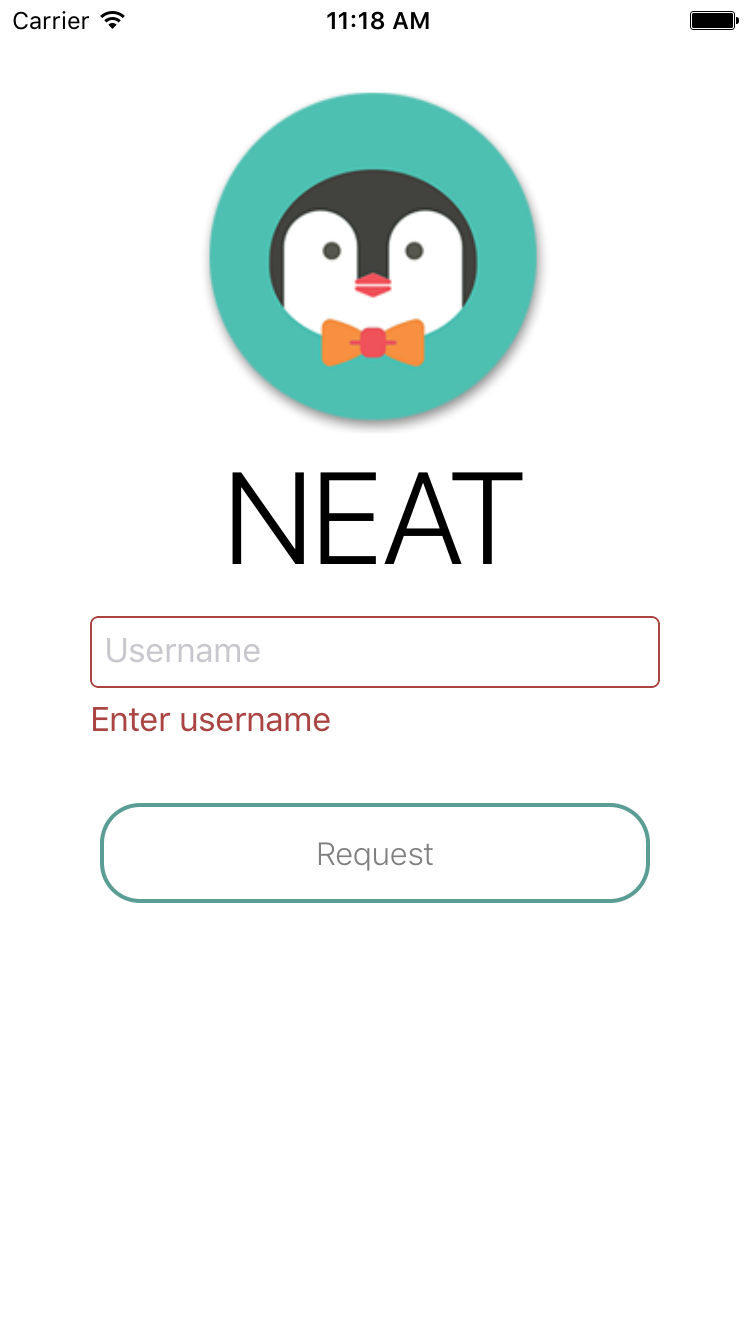 Carrier 11:18 AM
NEAT
Username
Enter username
Request